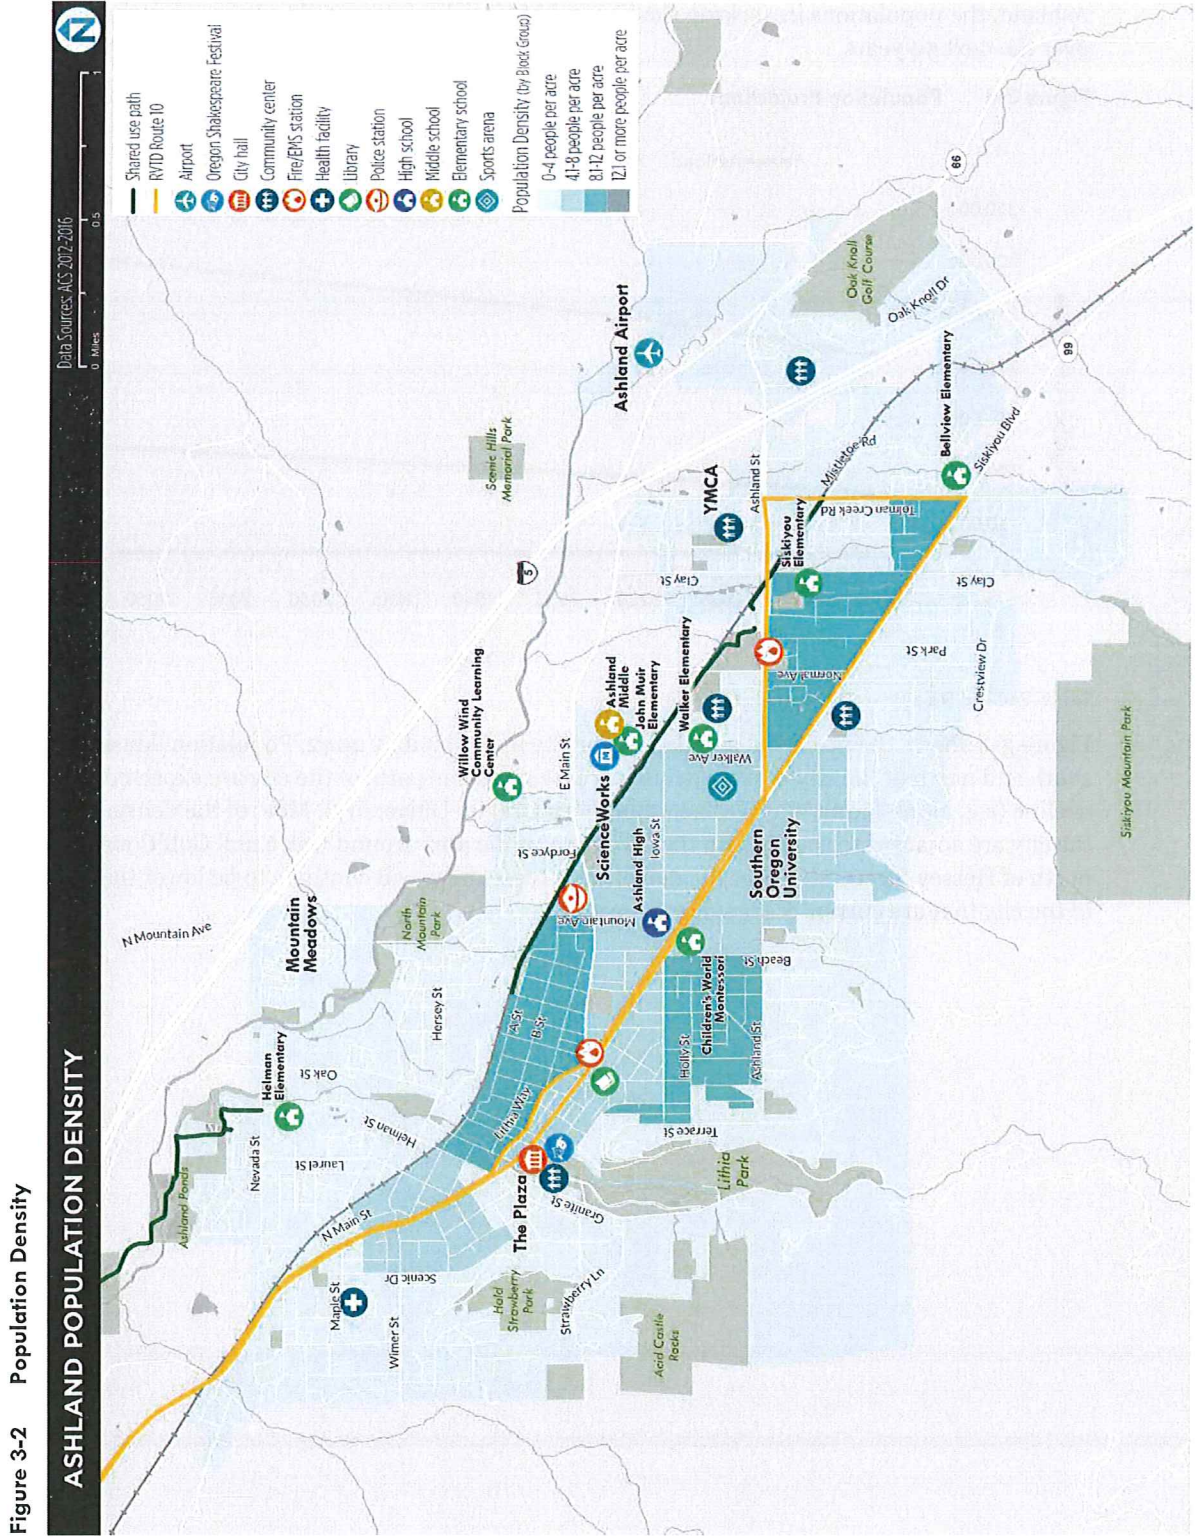 Figure 3-2 Population Density
ASHLAND POPULATION DENSITY
Data Sources: ACS 2012-2016
0 Miles 0.5 1
N
Shared use path
RVTD Route 10
Airport
Oregon Shakespeare Festival
City hall
Community center
Fire/EMS station
Health facility
Library
Police station
High school
Middle school
Elementary school
Sports arena
Population Density (by Block Group)
0-4 people per acre
4.1-8 people per acre
8.1-12 people per acre
12.1 or more people per acre
Ashland Ponds
Nevada St
Helman
Elementary
Oak St
Laurel St
Helman St
N Mountain Ave
Mountain
Meadows
North
Mountain
Park
Hersey St
Willow Wind
Community Learning
Center
5
Scenic Hills
Memorial Park
Ashland Airport
66
Oak Knoll
Golf Course
Oak Knoll Dr
99
Maple St
Wimer St
N Main St
Scenic Dr
Hald
Strawberry
Park
Strawberry Ln
The Plaza
Granite St
Lithia Way
A St
B St
Fordyce St
E Main St
ScienceWorks
Ashland
Middle
John Muir
Elementary
Walker Elementary
Walker Ave
Mountain Ave
Ashland High
Iowa St
Clay St
YMCA
Ashland St
Siskiyou
Elementary
Mistletoe Rd
Tolman Creek Rd
Bellview Elementary
Siskiyou Blvd
Normal Ave
Park St
Clay St
Crestview Dr
Southern
Oregon
University
Children's World
Montessori
Beach St
Holly St
Ashland St
Terrace St
Lithia
Park
Acid Castle
Rocks
Siskiyou Mountain Park